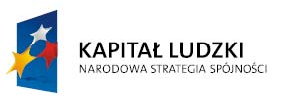 KAPITAŁ LUDZKI
NARODOWA STRATEGIA SPÓJNOŚCI